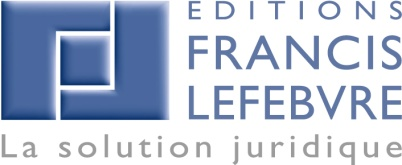 EDITIONS
FRANCIS
LEFEBVRE
La solution juridique